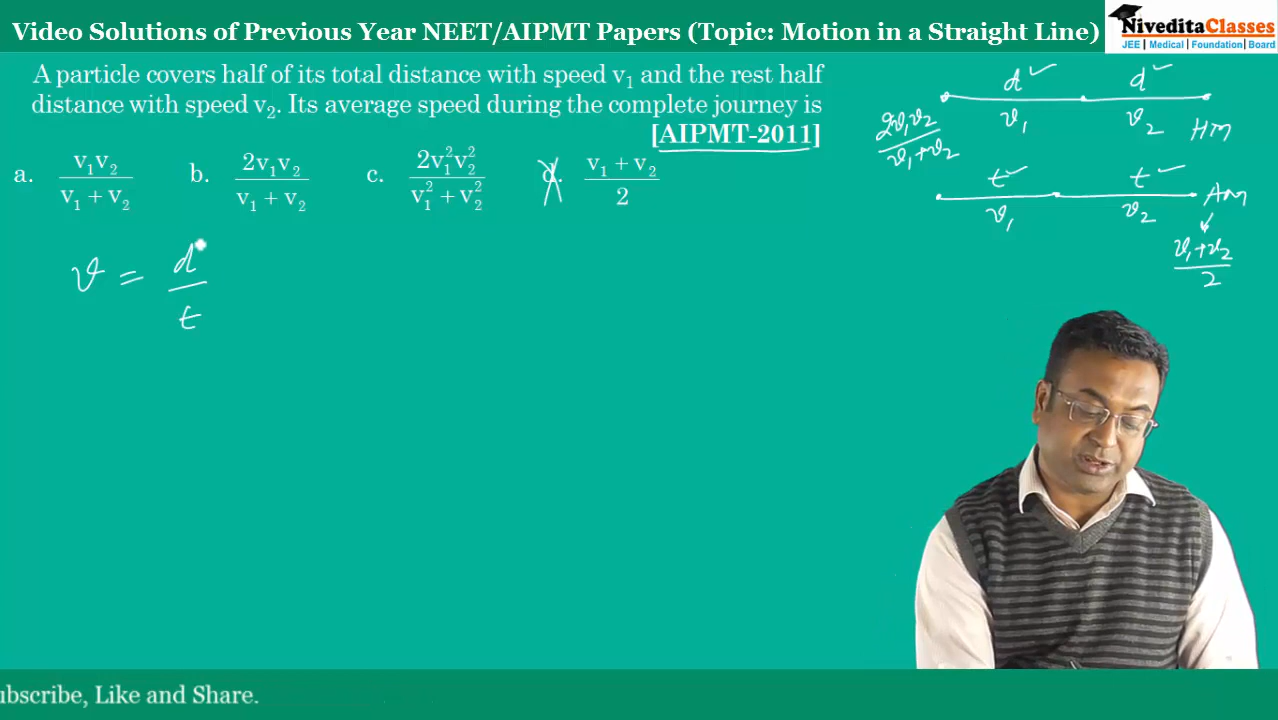 Video Solutions of Previous Year NEET/AIPMT Papers (Topic: Motion in a Straight Line)
NiveditaClasses
JEE | Medical | Foundation | Board
A particle covers half of its total distance with speed v₁ and the rest half
distance with speed v₂. Its average speed during the complete journey is
[AIPMT-2011]
a. v₁v₂ / v₁ + v₂ b. 2v₁v₂ / v₁ + v₂ c. 2v₁²v₂² / v₁² + v₂² d. v₁ + v₂ / 2
d✓ d✓
v₁ v₂ HM
2v₁v₂ / v₁+v₂
t✓ t✓
v₁ v₂ AM
v₁+v₂ / 2
v = d / t
ubscribe, Like and Share.